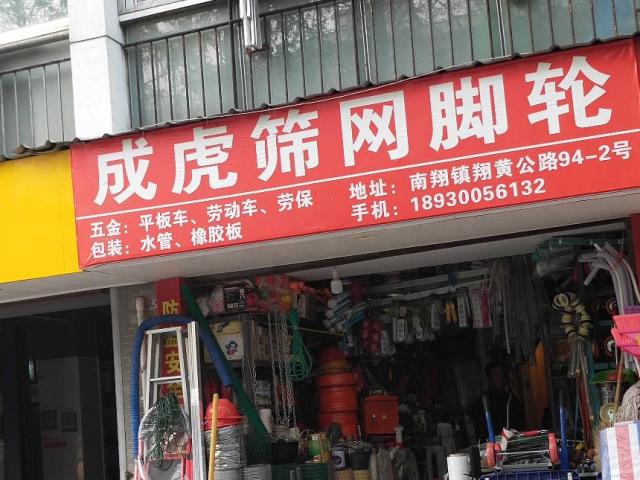 成虎筛网脚轮
五金：平板车、劳动车、劳保
包装：水管、橡胶板
地址：南翔镇翔黄公路94-2号
手机：18930056132
防